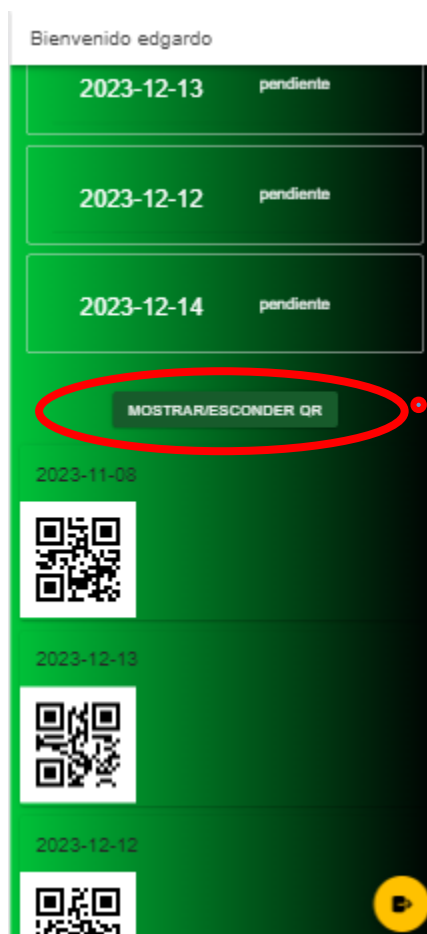 Bienvenido edgardo
2023-12-13 pendiente
2023-12-12 pendiente
2023-12-14 pendiente
MOSTRAR/ESCONDER QR
2023-11-08
2023-12-13
2023-12-12